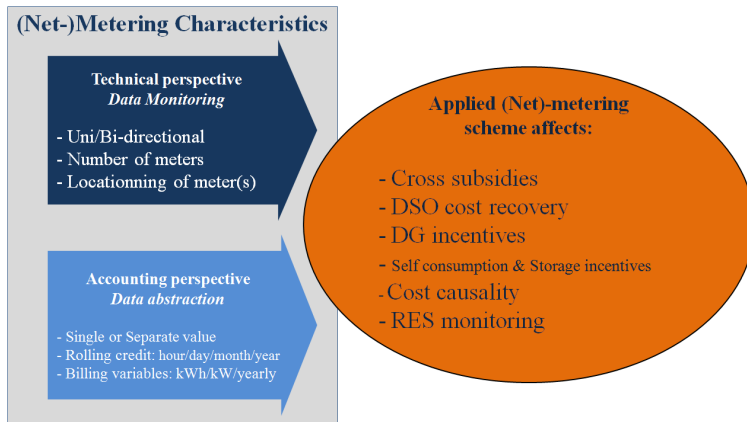 (Net-)Metering Characteristics
Technical perspective
Data Monitoring
- Uni/Bi-directional
- Number of meters
- Locationning of meter(s)
Accounting perspective
Data abstraction
- Single or Separate value
- Rolling credit: hour/day/month/year
- Billing variables: kWh/kW/yearly
Applied (Net)-metering
scheme affects:
- Cross subsidies
- DSO cost recovery
- DG incentives
- Self consumption & Storage incentives
- Cost causality
- RES monitoring